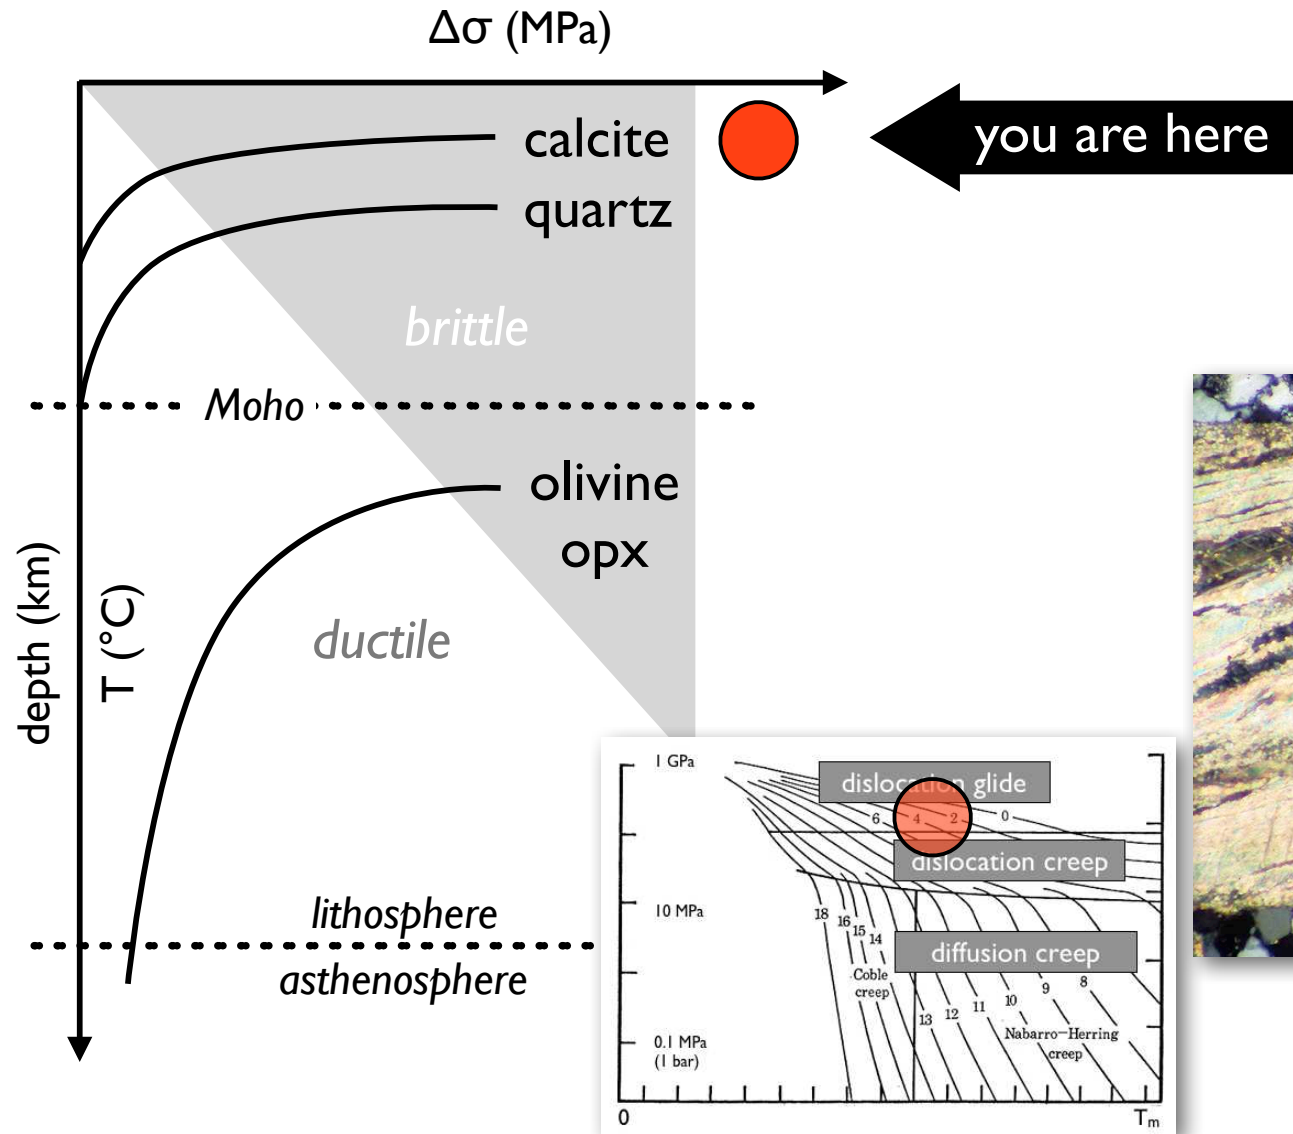 Δσ (MPa)
calcite
you are here
quartz
brittle
Moho
olivine
opx
depth (km)
T (°C)
ductile
lithosphere
asthenosphere
1 GPa
dislocation glide
6 4 2 0
dislocation creep
10 MPa
18 16 15 14
diffusion creep
Coble
creep
13 12 11 10 9 8
Nabarro-Herring
creep
0.1 MPa
(1 bar)
0 Tm